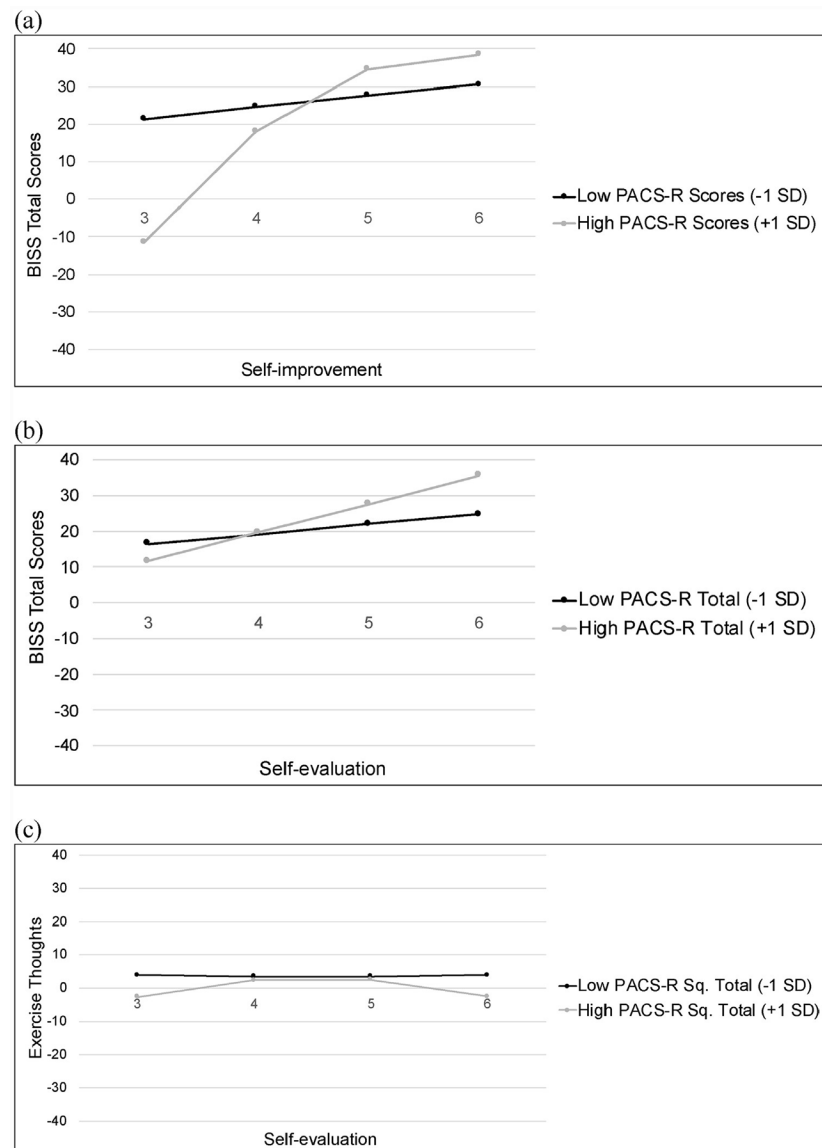 (a)
40
30
20
10
0
-10
-20
-30
-40
3 4 5 6
BISS Total Scores
Self-improvement
Low PACS-R Scores (-1 SD)
High PACS-R Scores (+1 SD)
(b)
40
30
20
10
0
-10
-20
-30
-40
3 4 5 6
BISS Total Scores
Self-evaluation
Low PACS-R Total (-1 SD)
High PACS-R Total (+1 SD)
(c)
40
30
20
10
0
-10
-20
-30
-40
3 4 5 6
Exercise Thoughts
Self-evaluation
Low PACS-R Sq. Total (-1 SD)
High PACS-R Sq. Total (+1 SD)